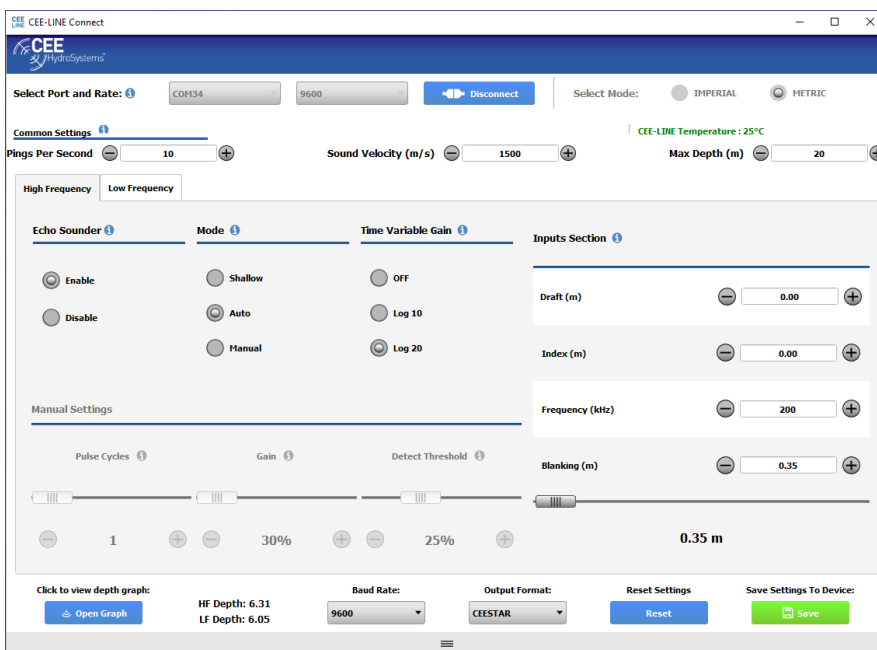 CEE LINE CEE-LINE Connect
CEE HydroSystems
Select Port and Rate: COM34 9600 Disconnect Select Mode: IMPERIAL METRIC
Common Settings CEE-LINE Temperature : 25°C
Pings Per Second 10 Sound Velocity (m/s) 1500 Max Depth (m) 20
High Frequency Low Frequency
Echo Sounder Mode Time Variable Gain Inputs Section
Enable Shallow OFF
Draft (m) 0.00
Disable Auto Log 10
Manual Log 20
Index (m) 0.00
Manual Settings Frequency (kHz) 200
Pulse Cycles Gain Detect Threshold Blanking (m) 0.35
1 30% 25% 0.35 m
Click to view depth graph: Baud Rate: Output Format: Reset Settings Save Settings To Device:
Open Graph HF Depth: 6.31 9600 CEESTAR Reset Save
LF Depth: 6.05